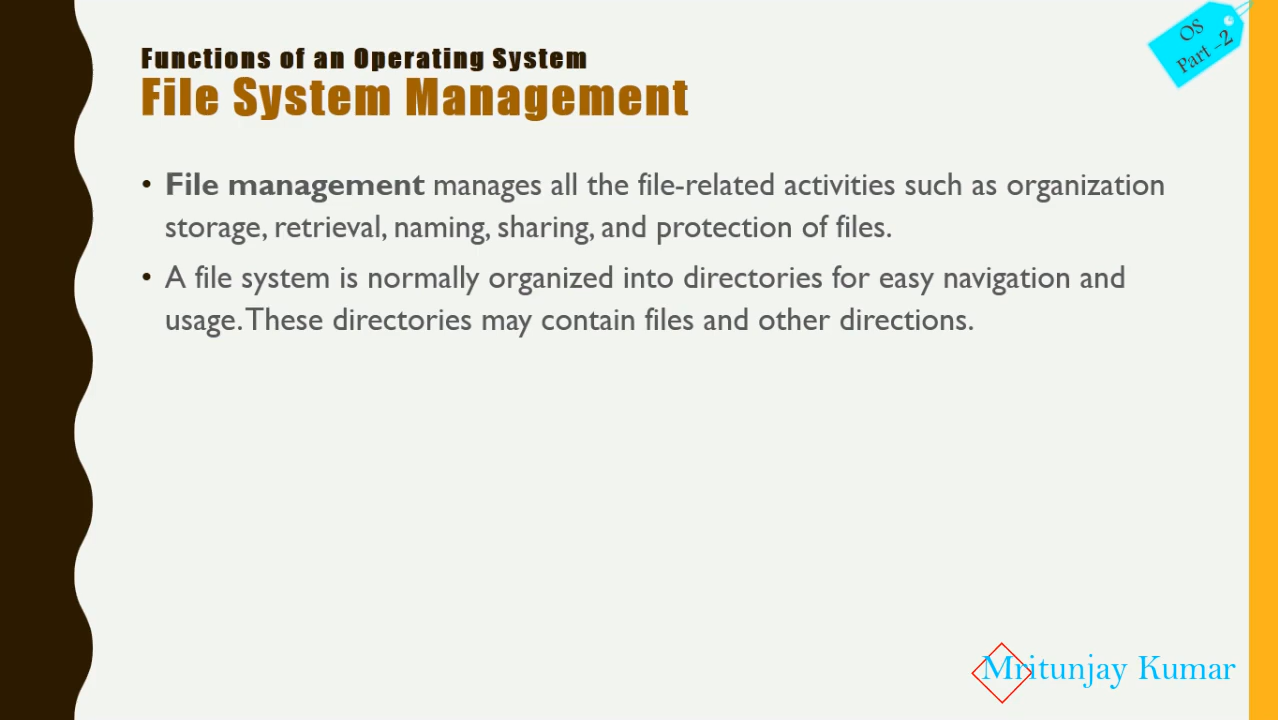 OS
Part -2
Functions of an Operating System
File System Management
• File management manages all the file-related activities such as organization
storage, retrieval, naming, sharing, and protection of files.
• A file system is normally organized into directories for easy navigation and
usage. These directories may contain files and other directions.
Mritunjay Kumar